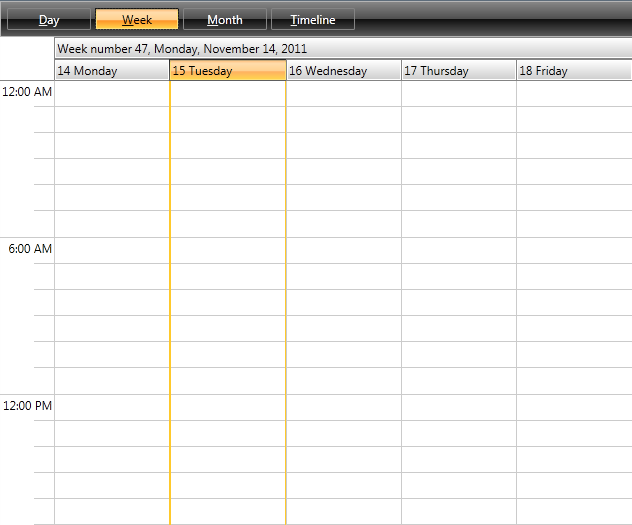 Day Week Month Timeline
Week number 47, Monday, November 14, 2011
14 Monday 15 Tuesday 16 Wednesday 17 Thursday 18 Friday
12:00 AM
6:00 AM
12:00 PM